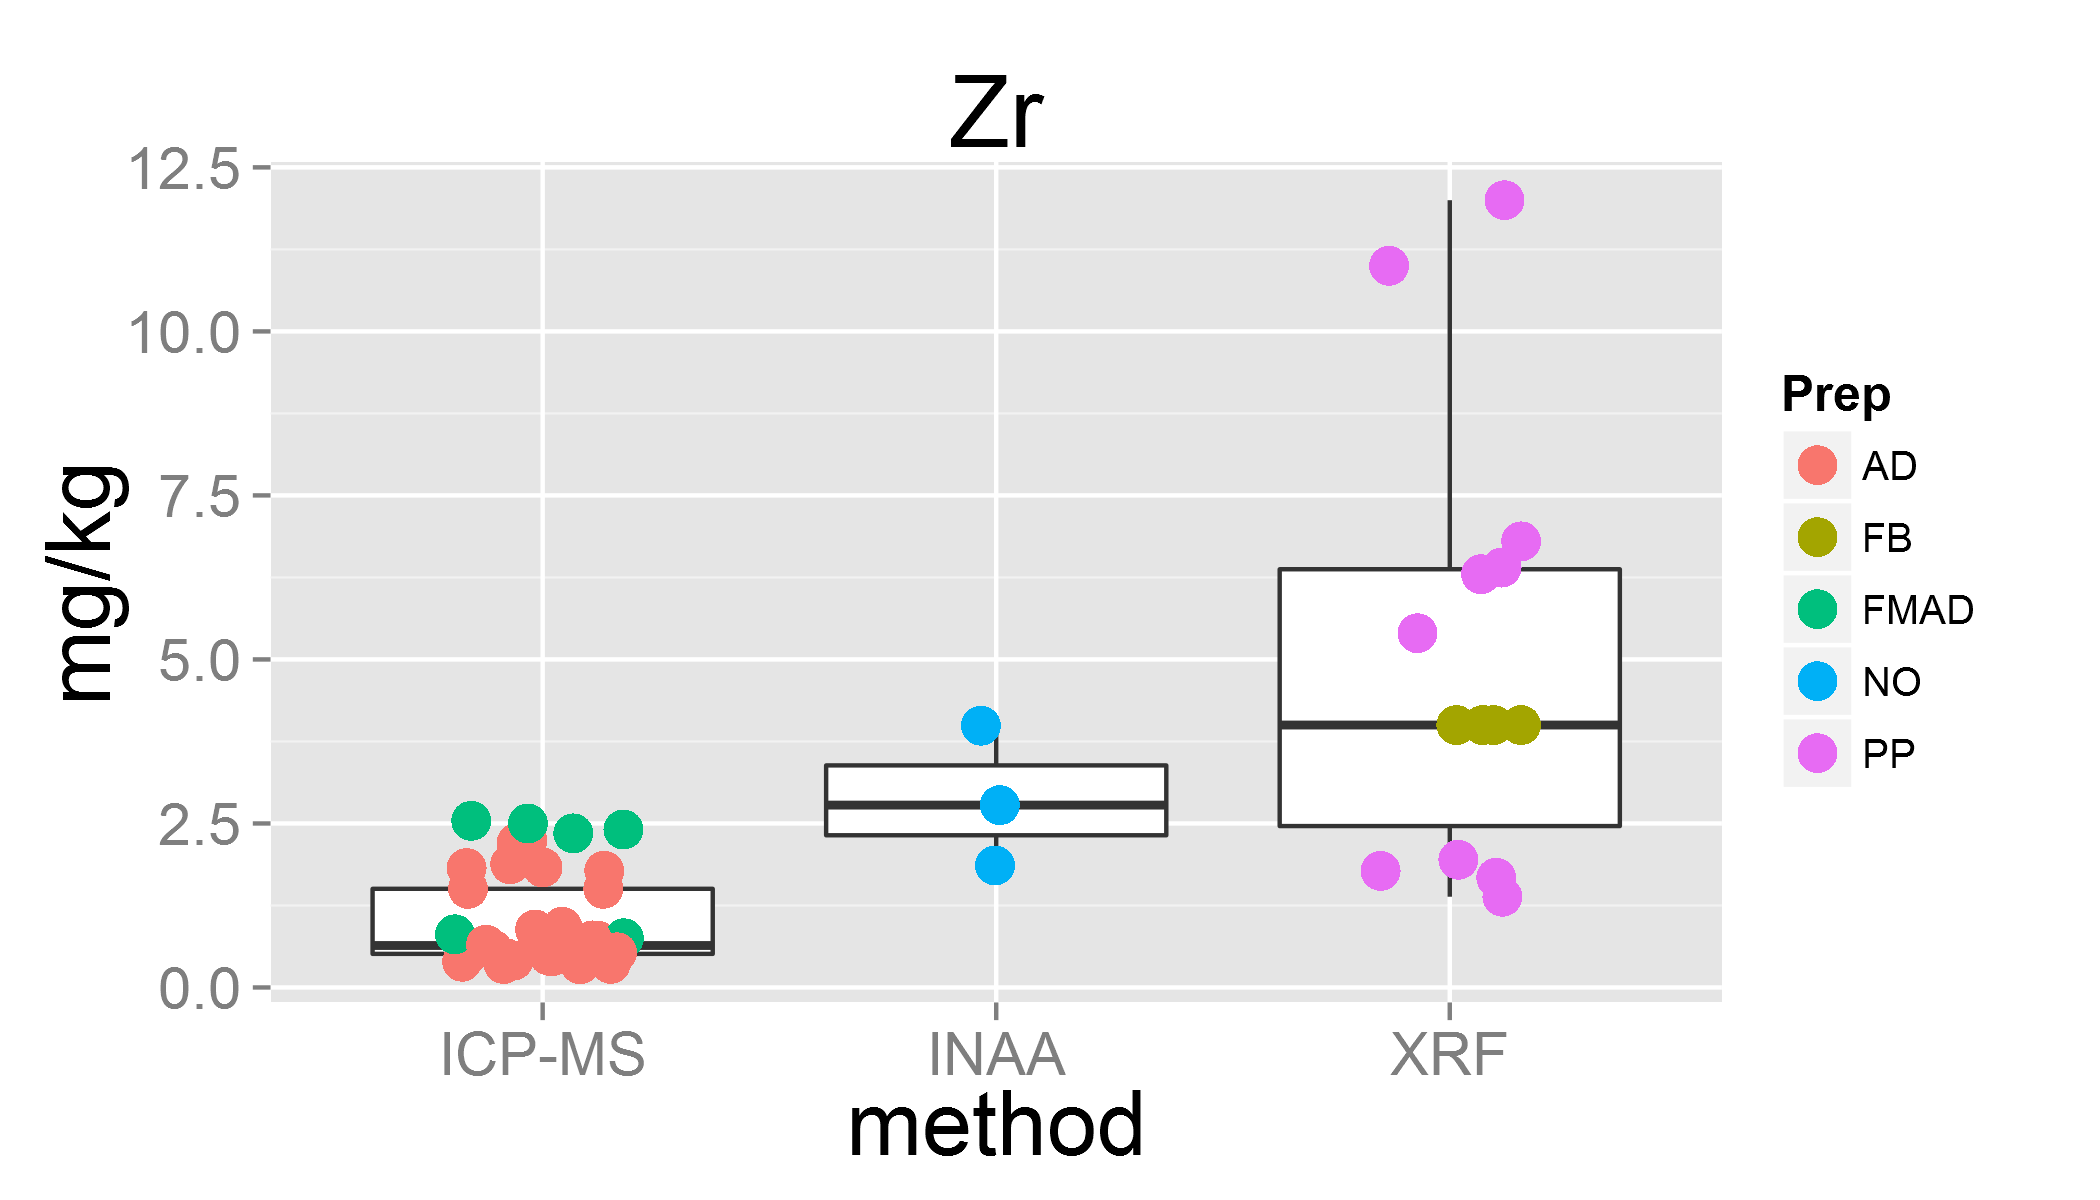 Zr
12.5
10.0
7.5
5.0
2.5
0.0
mg/kg
ICP-MS INAA XRF
method
Prep
AD
FB
FMAD
NO
PP